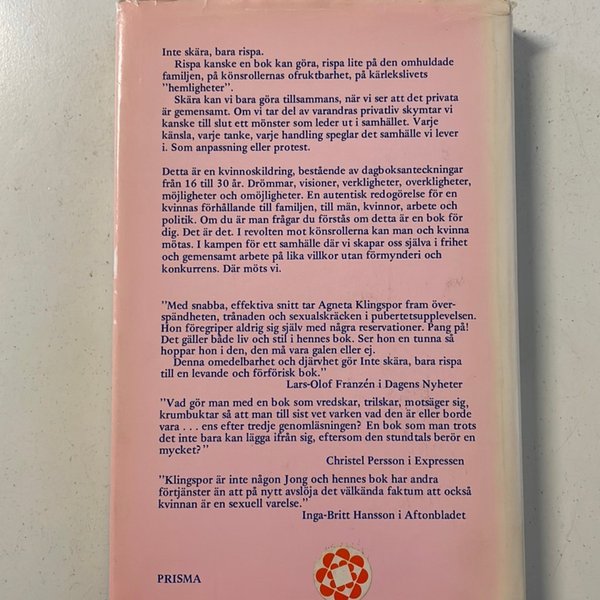 Inte skära, bara rispa.
Rispa kanske en bok kan göra, rispa lite på den omhuldade
familjen, på könsrollernas ofruktbarhet, på kärlekslivets
"hemligheter".
Skära kan vi bara göra tillsammans, när vi ser att det privata
är gemensamt. Om vi tar del av varandras privatliv skymtar vi
kanske till slut ett mönster som leder ut i samhället. Varje
känsla, varje tanke, varje handling speglar det samhälle vi lever
i. Som anpassning eller protest.
Detta är en kvinnoskildring, bestående av dagboksanteckningar
från 16 till 30 år. Drömmar, visioner, verkligheter, overkligheter,
möjligheter och omöjligheter. En autentisk redogörelse för en
kvinnas förhållande till familjen, till män, kvinnor, arbete och
politik. Om du är man frågar du förstås om detta är en bok för
dig. Det är det. I revolten mot könsrollerna kan man och kvinna
mötas. I kampen för ett samhälle där vi skapar oss själva i frihet
och gemensamt arbete på lika villkor utan förmynderi och
konkurrens. Där möts vi.
"Med snabba, effektiva snitt tar Agneta Klingspor fram över-
spändheten, trånaden och sexualskräcken i pubertetsupplevelsen.
Hon föregriper aldrig sig själv med några reservationer. Pang på!
Det gäller både liv och stil i hennes bok. Ser hon en tunna så
hoppar hon i den, den må vara galen eller ej.
Denna omedelbarhet och djärvhet gör Inte skära, bara rispa
till en levande och förförisk bok."
Lars-Olof Franzén i Dagens Nyheter
"Vad gör man med en bok som vredskar, trilskar, motsäger sig,
krumbuktar så att man till sist vet varken vad den är eller borde
vara . . . ens efter tredje genomläsningen? En bok som man trots
det inte bara kan lägga ifrån sig, eftersom den stundtals berör en
mycket?"
Christel Persson i Expressen
"Klingspor är inte någon Jong och hennes bok har andra
förtjänster än att på nytt avslöja det välkända faktum att också
kvinnan är en sexuell varelse."
Inga-Britt Hansson i Aftonbladet
PRISMA